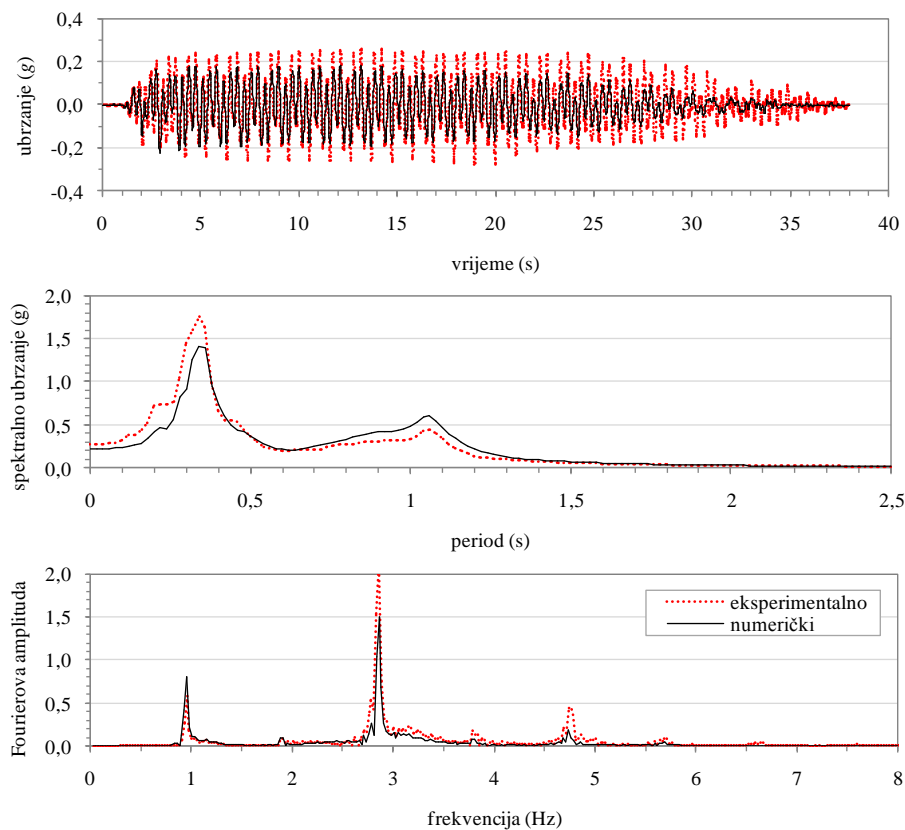 0,4
0,2
0,0
-0,2
-0,4
ubrzanje (g)
0 5 10 15 20 25 30 35 40
vrijeme (s)
2,0
1,5
1,0
0,5
0,0
spektralno ubrzanje (g)
0 0,5 1 1,5 2 2,5
period (s)
2,0
1,5
1,0
0,5
0,0
Fourierova amplituda
eksperimentalno
numerički
0 1 2 3 4 5 6 7 8
frekvencija (Hz)